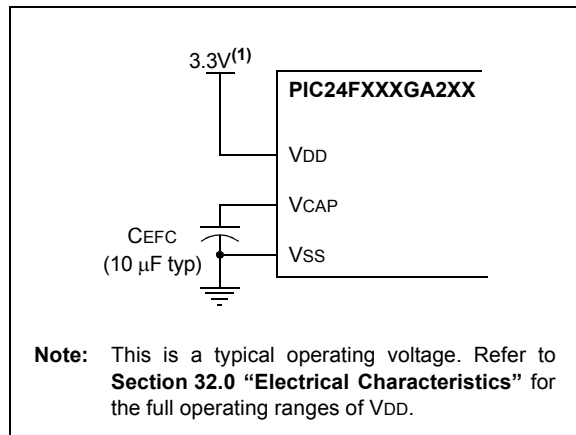 3.3V(1)
PIC24FXXXGA2XX
VDD
VCAP
CEFC
(10 μF typ)
VSS
Note: This is a typical operating voltage. Refer to
Section 32.0 “Electrical Characteristics” for
the full operating ranges of VDD.